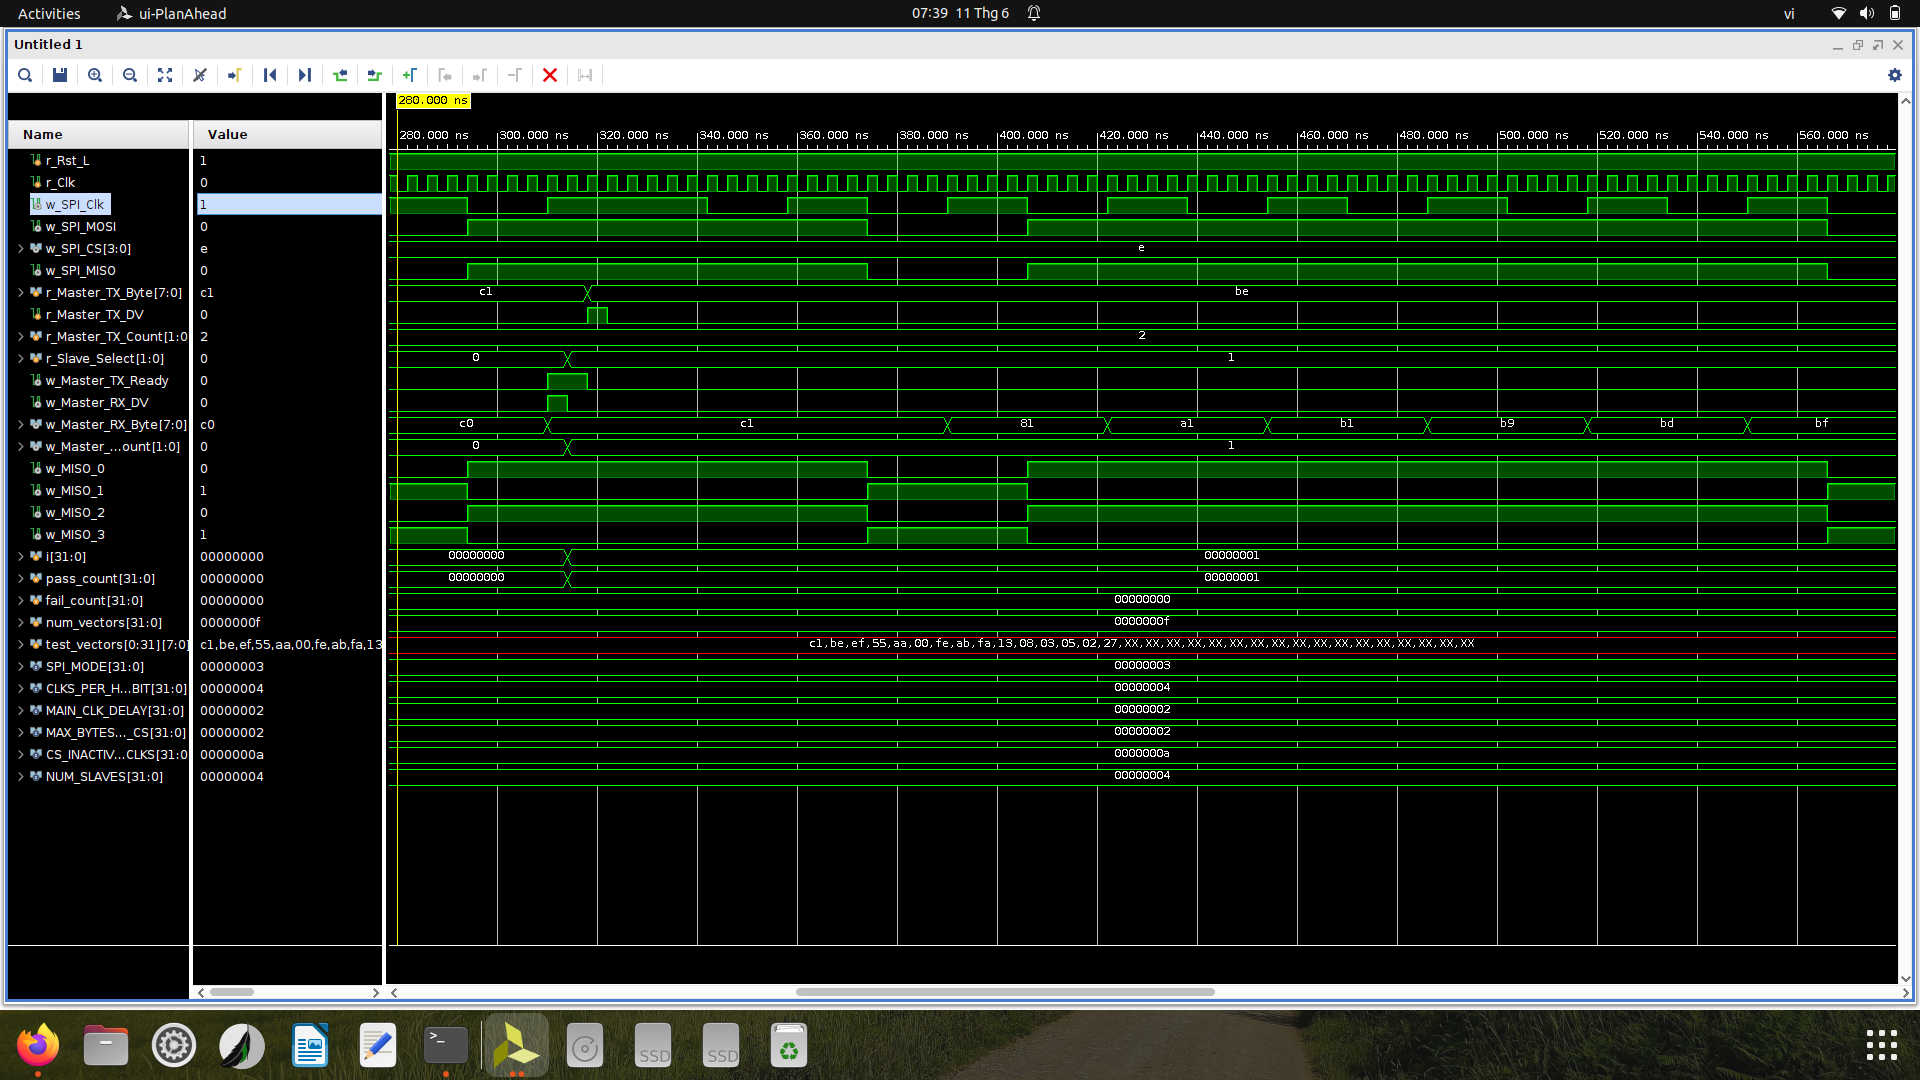 Activities ui-PlanAhead 07:39 11 Thg 6 vi
Untitled 1
280.000 ns
280.000 ns 300.000 ns 320.000 ns 340.000 ns 360.000 ns 380.000 ns 400.000 ns 420.000 ns 440.000 ns 460.000 ns 480.000 ns 500.000 ns 520.000 ns 540.000 ns 560.000 ns
Name Value
r_Rst_L 1
r_Clk 0
w_SPI_Clk 1
w_SPI_MOSI 0
w_SPI_CS[3:0] e e
w_SPI_MISO 0
r_Master_TX_Byte[7:0] c1 c1 be
r_Master_TX_DV 0
r_Master_TX_Count[1:0 2 2
r_Slave_Select[1:0] 0 0 1
w_Master_TX_Ready 0
w_Master_RX_DV 0
w_Master_RX_Byte[7:0] c0 c0 c1 81 a1 b1 b9 bd bf
w_Master_...ount[1:0] 0 0 1
w_MISO_0 0
w_MISO_1 1
w_MISO_2 0
w_MISO_3 1
i[31:0] 00000000 00000000 00000001
pass_count[31:0] 00000000 00000000 00000001
fail_count[31:0] 00000000 00000000
num_vectors[31:0] 0000000f 0000000f
test_vectors[0:31][7:0] c1,be,ef,55,aa,00,fe,ab,fa,13 c1,be,ef,55,aa,00,fe,ab,fa,13,08,03,05,02,27,XX,XX,XX,XX,XX,XX,XX,XX,XX,XX,XX,XX,XX,XX,XX,XX,XX
SPI_MODE[31:0] 00000003 00000003
CLKS_PER_H...BIT[31:0] 00000004 00000004
MAIN_CLK_DELAY[31:0] 00000002 00000002
MAX_BYTES..._CS[31:0] 00000002 00000002
CS_INACTIV...CLKS[31:0 0000000a 0000000a
NUM_SLAVES[31:0] 00000004 00000004
SSD SSD